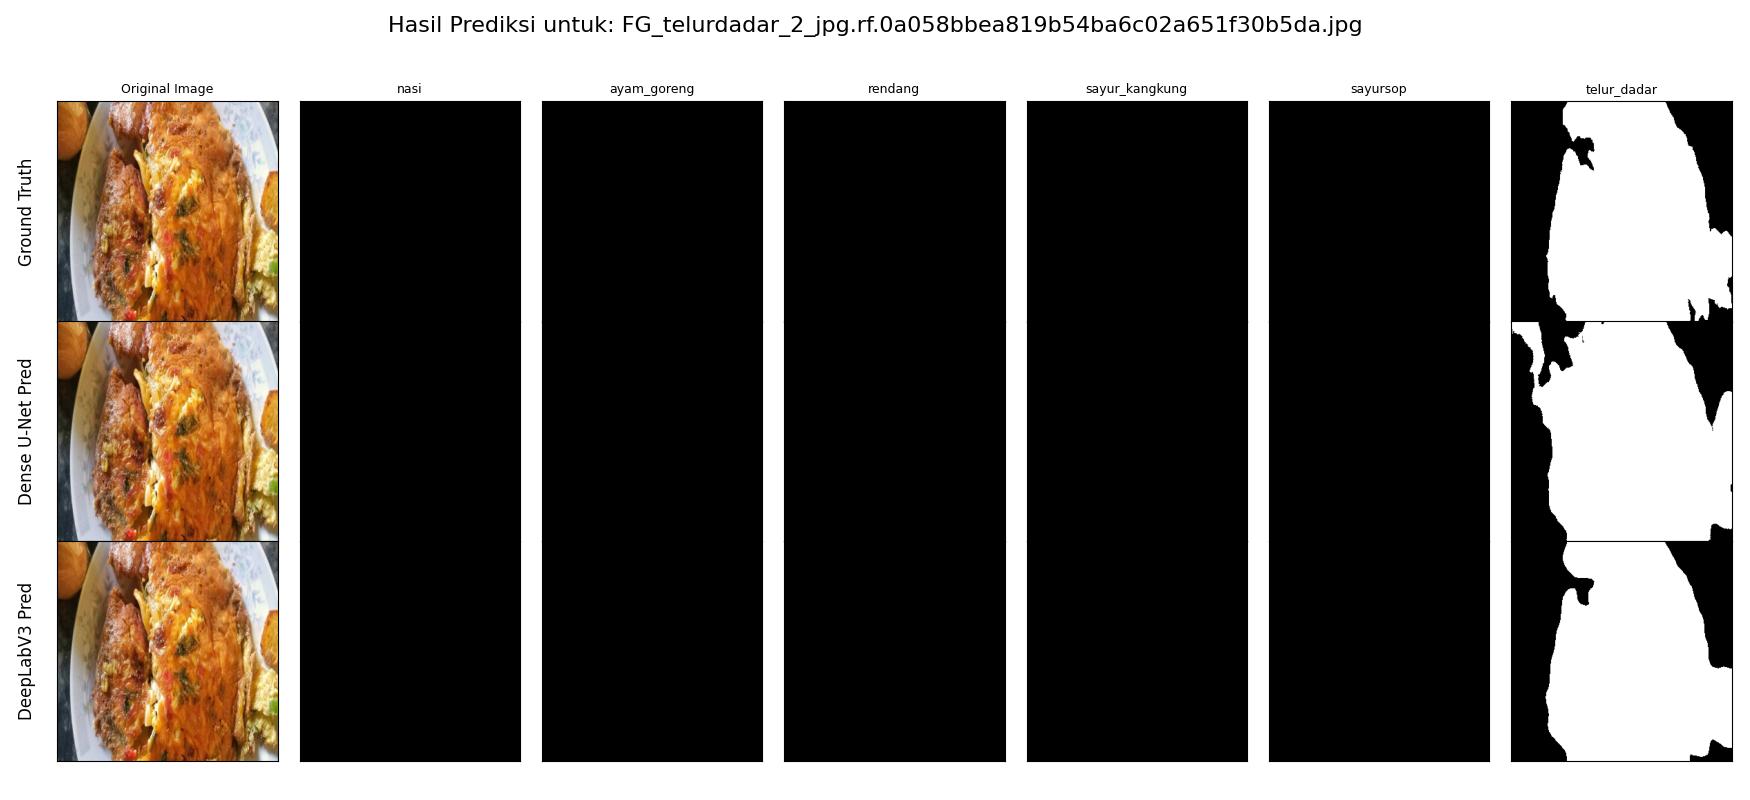 Hasil Prediksi untuk: FG_telurdadar_2_jpg.rf.0a058bbea819b54ba6c02a651f30b5da.jpg
Original Image nasi ayam_goreng rendang sayur_kangkung sayursop telur_dadar
Ground Truth
Dense U-Net Pred
DeepLabV3 Pred